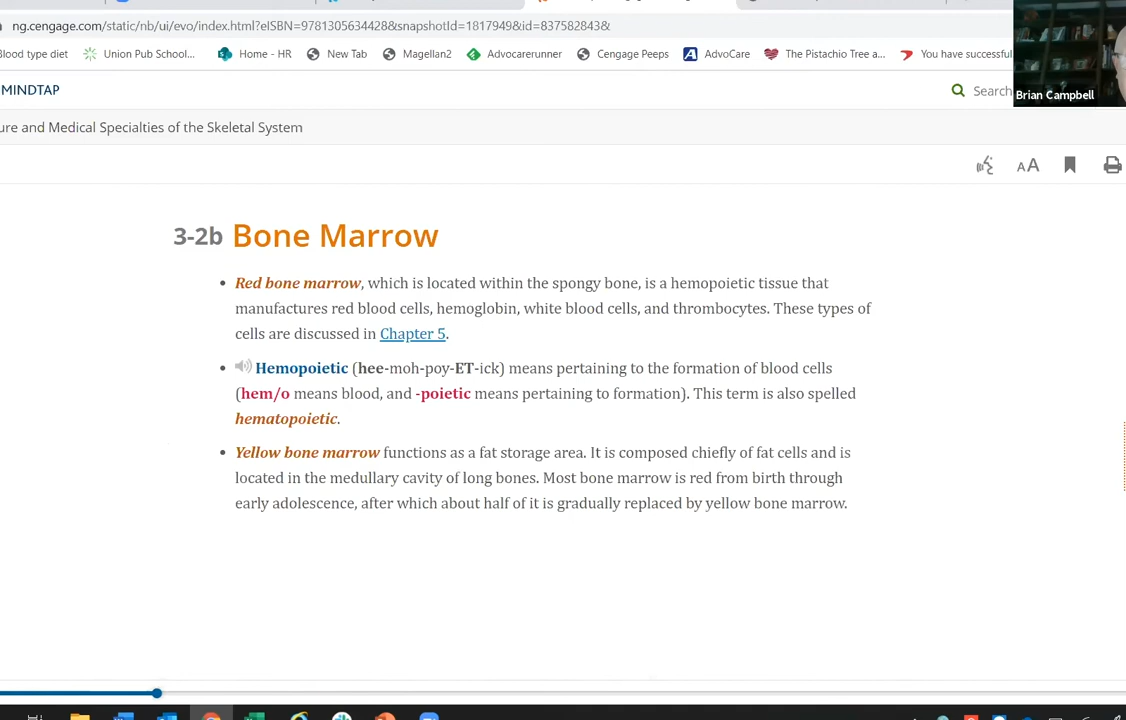 ng.cengage.com/static/nb/ui/evo/index.html?eISBN=9781305634428&snapshotId=1817949&id=837582843&
Blood type diet Union Pub School... Home - HR New Tab Magellan2 Advocarerunner Cengage Peeps AdvoCare The Pistachio Tree a... You have successful
MINDTAP
Search
Brian Campbell
ure and Medical Specialties of the Skeletal System
AA
3-2b Bone Marrow
• Red bone marrow, which is located within the spongy bone, is a hemopoietic tissue that
manufactures red blood cells, hemoglobin, white blood cells, and thrombocytes. These types of
cells are discussed in Chapter 5.
• Hemopoietic (hee-moh-poy-ET-ick) means pertaining to the formation of blood cells
(hem/o means blood, and -poietic means pertaining to formation). This term is also spelled
hematopoietic.
• Yellow bone marrow functions as a fat storage area. It is composed chiefly of fat cells and is
located in the medullary cavity of long bones. Most bone marrow is red from birth through
early adolescence, after which about half of it is gradually replaced by yellow bone marrow.